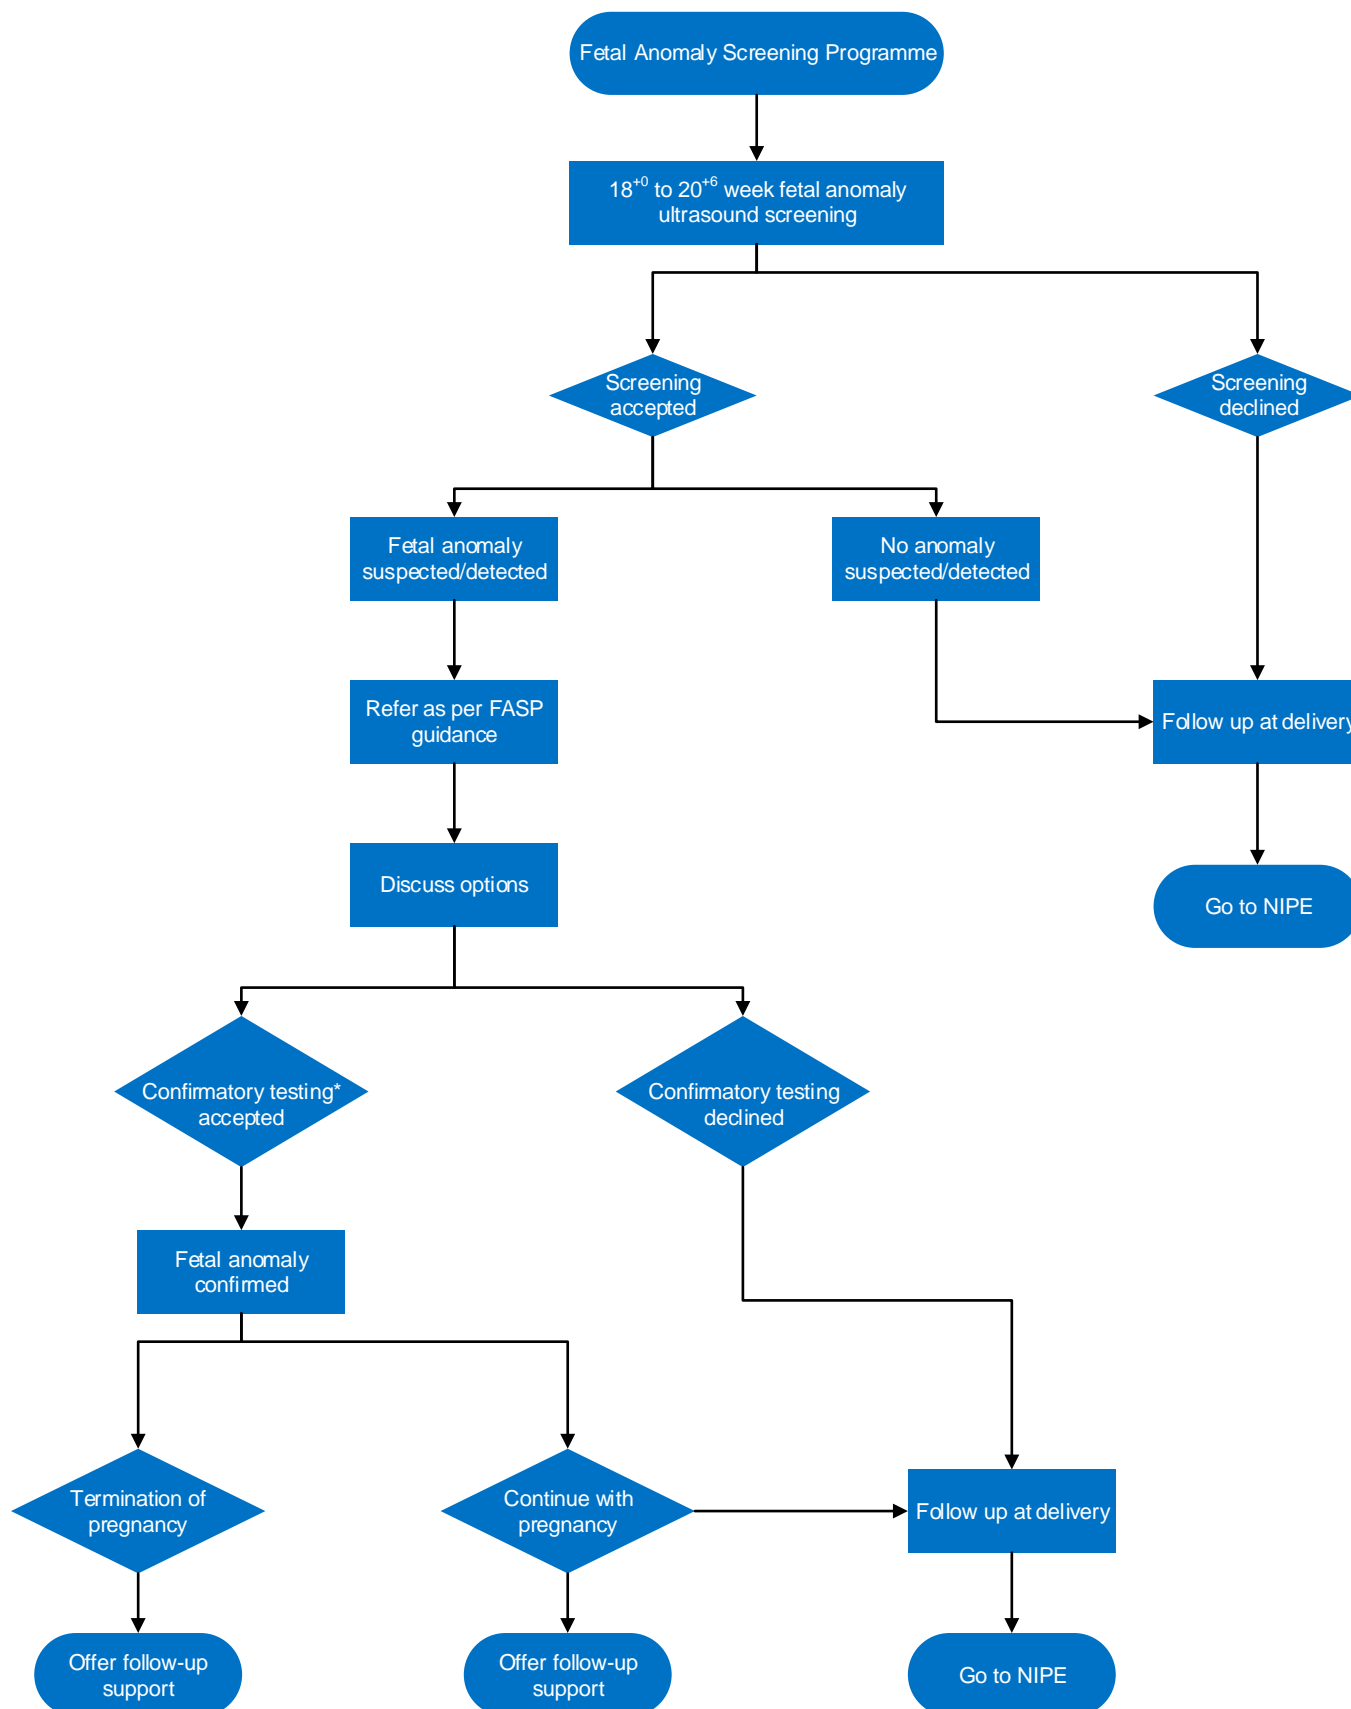 Fetal Anomaly Screening Programme
18⁺⁰ to 20⁺⁶ week fetal anomaly
ultrasound screening
Screening
accepted
Screening
declined
Fetal anomaly
suspected/detected
No anomaly
suspected/detected
Refer as per FASP
guidance
Follow up at delivery
Discuss options
Go to NIPE
Confirmatory testing*
accepted
Confirmatory testing
declined
Fetal anomaly
confirmed
Termination of
pregnancy
Continue with
pregnancy
Follow up at delivery
Offer follow-up
support
Offer follow-up
support
Go to NIPE